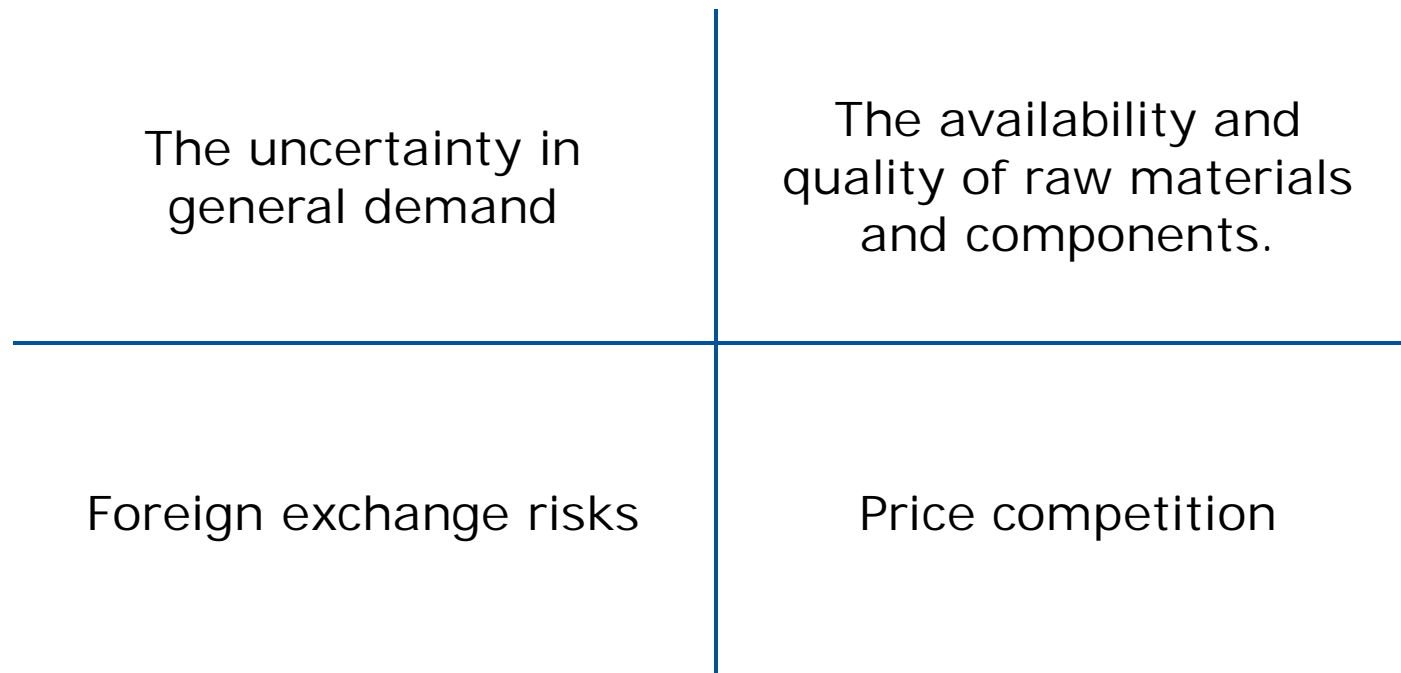 The uncertainty in
general demand
The availability and
quality of raw materials
and components.
Foreign exchange risks
Price competition